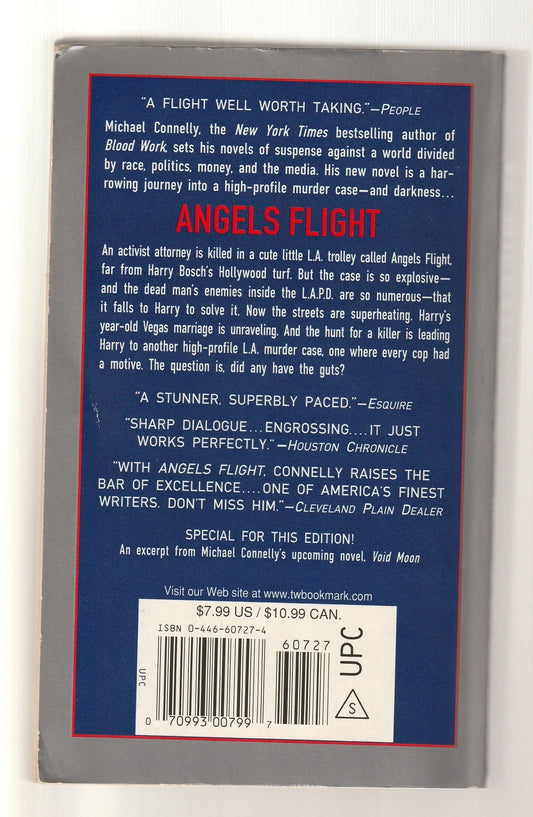 "A FLIGHT WELL WORTH TAKING."—PEOPLE
Michael Connelly, the New York Times bestselling author of
Blood Work, sets his novels of suspense against a world divided
by race, politics, money, and the media. His new novel is a har-
rowing journey into a high-profile murder case—and darkness...
ANGELS FLIGHT
An activist attorney is killed in a cute little L.A. trolley called Angels Flight,
far from Harry Bosch's Hollywood turf. But the case is so explosive—
and the dead man's enemies inside the L.A.P.D. are so numerous—that
it falls to Harry to solve it. Now the streets are superheating. Harry's
year-old Vegas marriage is unraveling. And the hunt for a killer is leading
Harry to another high-profile L.A. murder case, one where every cop had
a motive. The question is, did any have the guts?
"A STUNNER, SUPERBLY PACED."—ESQUIRE
"SHARP DIALOGUE...ENGROSSING....IT JUST
WORKS PERFECTLY."—HOUSTON CHRONICLE
"WITH ANGELS FLIGHT, CONNELLY RAISES THE
BAR OF EXCELLENCE....ONE OF AMERICA'S FINEST
WRITERS. DON'T MISS HIM."—CLEVELAND PLAIN DEALER
SPECIAL FOR THIS EDITION!
An excerpt from Michael Connelly's upcoming novel, Void Moon
Visit our Web site at www.twbookmark.com
$7.99 US / $10.99 CAN.
ISBN 0-446-60727-4
60727
UPC
UPC
S
0 70993 00799 7